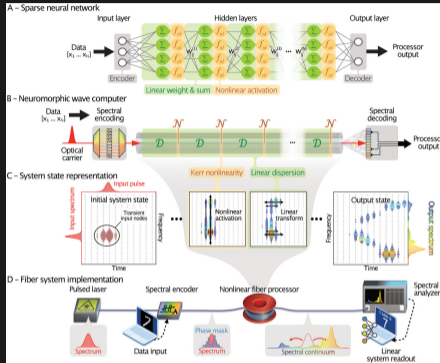 A – Sparse neural network
Input layer
Hidden layers
Output layer
Data
[x₁ ... xₙ]
Encoder
Decoder
Processor
output
Linear weight & sum
Nonlinear activation
B – Neuromorphic wave computer
Data
[x₁ ... xₙ]
Spectral
encoding
Spectral
decoding
Optical
carrier
N N N N
D D D D
...
Process
output
Kerr nonlinearity
Linear dispersion
C – System state representation
Input pulse
Input spectrum
Initial system state
Transient
input nodes
Time
Frequency
Nonlinear
activation
Linear
transform
Frequency
Output state
Time
Output spectrum
D – Fiber system implementation
Pulsed laser
Spectral encoder
Nonlinear fiber processor
Spectral
analyzer
Spectrum
Data input
Phase mask
Spectrum
Spectral continuum
Linear
system readout